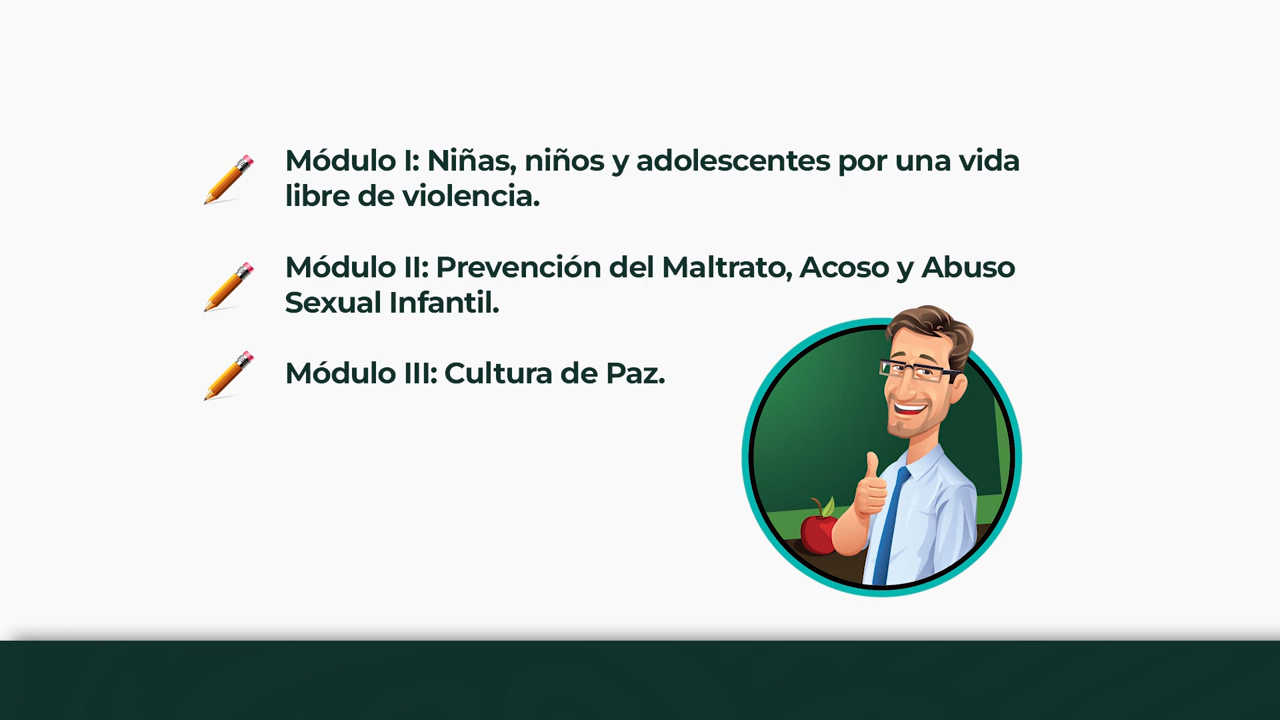 Módulo I: Niñas, niños y adolescentes por una vida
libre de violencia.
Módulo II: Prevención del Maltrato, Acoso y Abuso
Sexual Infantil.
Módulo III: Cultura de Paz.